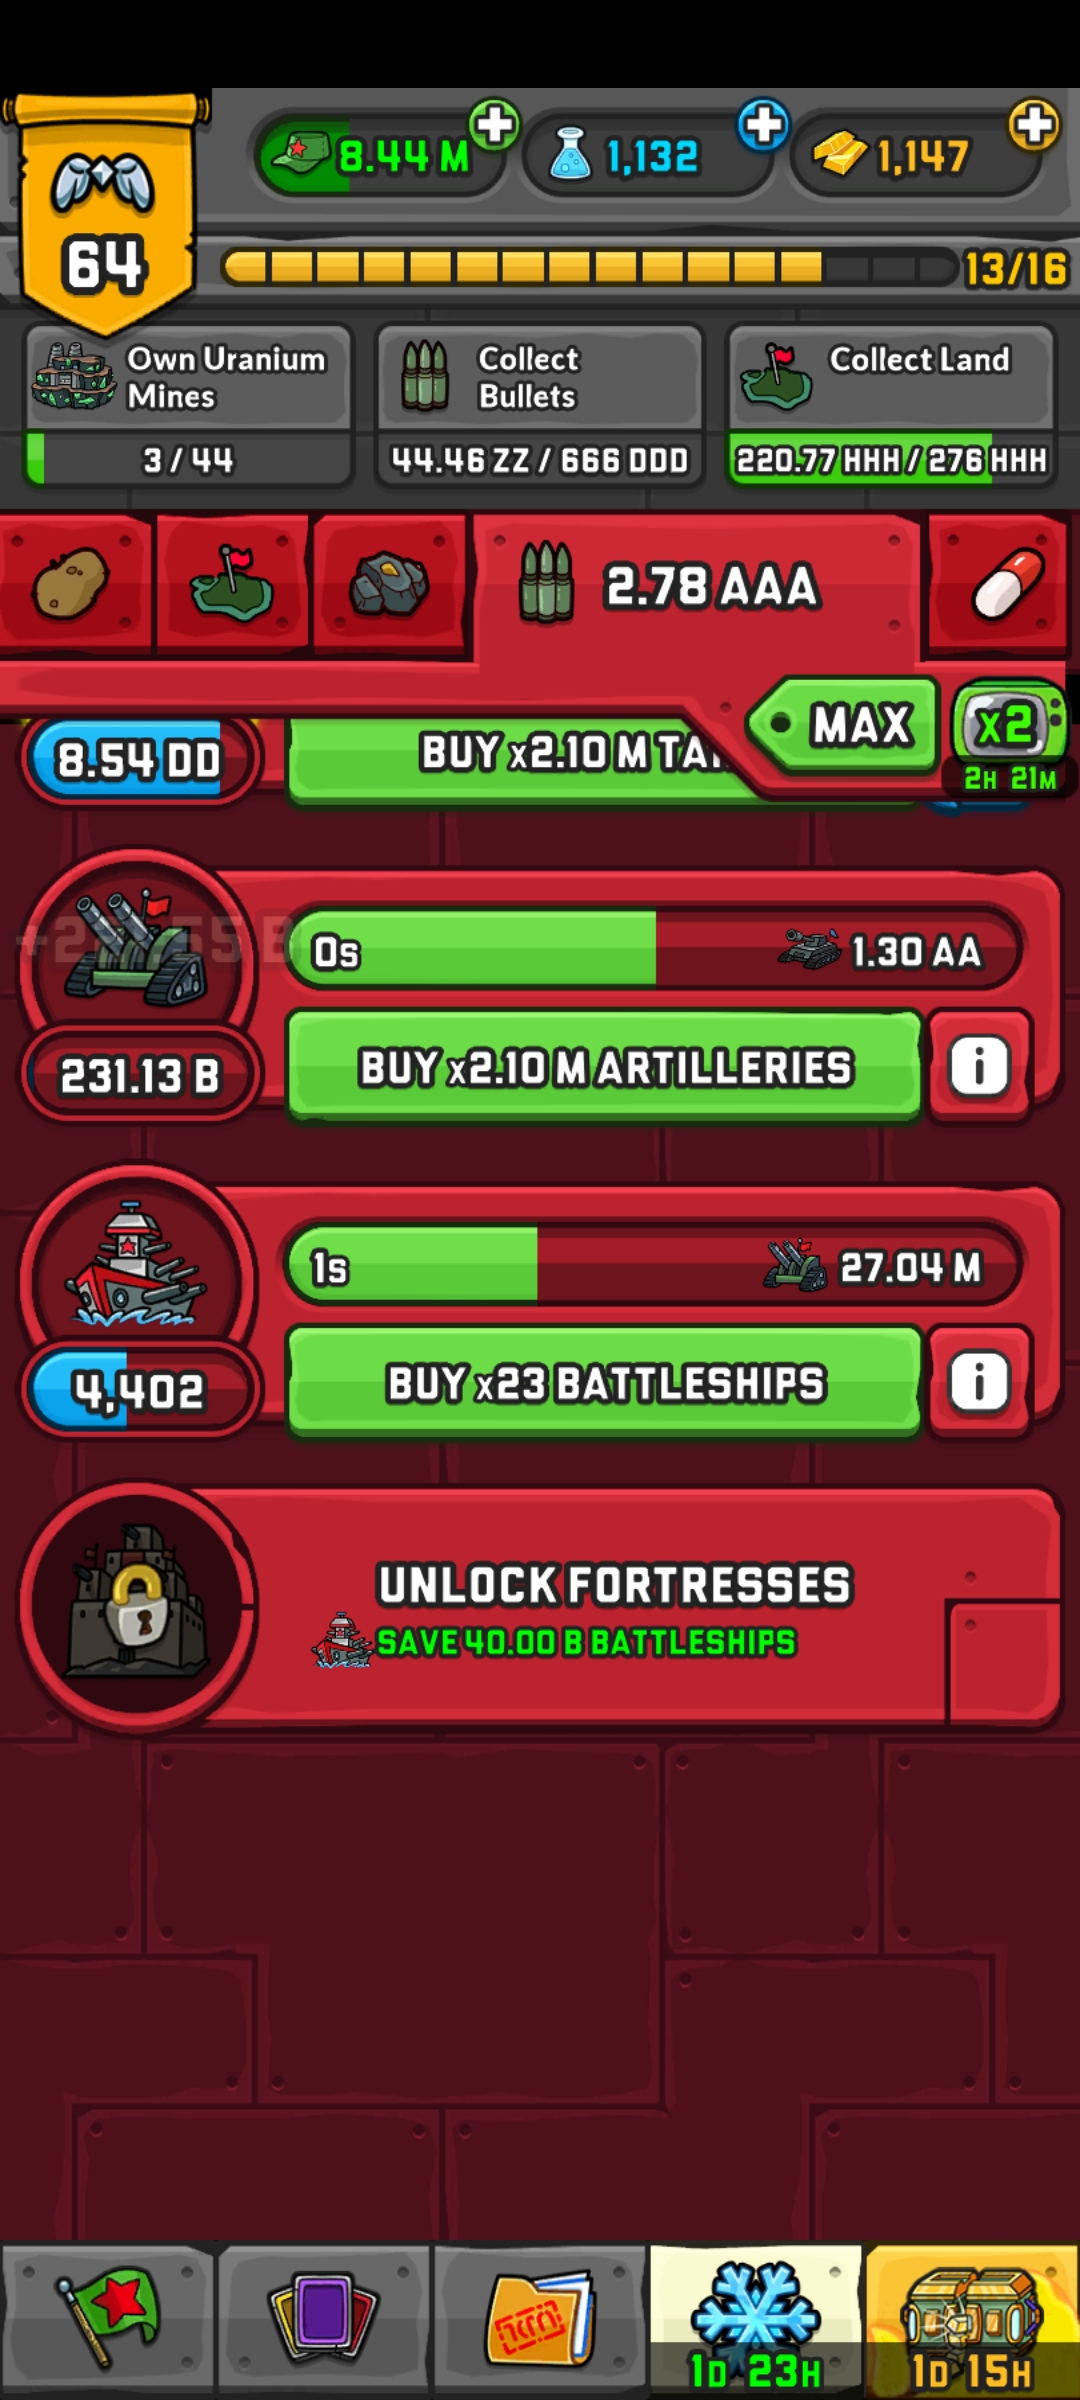 8.44 M
1,132
1,147
64
13/16
Own Uranium
Mines
3 / 44
Collect
Bullets
44.46 ZZ / 666 DDD
Collect Land
220.77 HHH / 276 HHH
2.78 AAA
MAX
x2
2H 21M
8.54 DD
BUY x2.10 M
0s
1.30 AA
231.13 B
BUY x2.10 M ARTILLERIES
i
1s
27.04 M
4,402
BUY x23 BATTLESHIPS
i
UNLOCK FORTRESSES
SAVE 40.00 B BATTLESHIPS
1D 23H
1D 15H